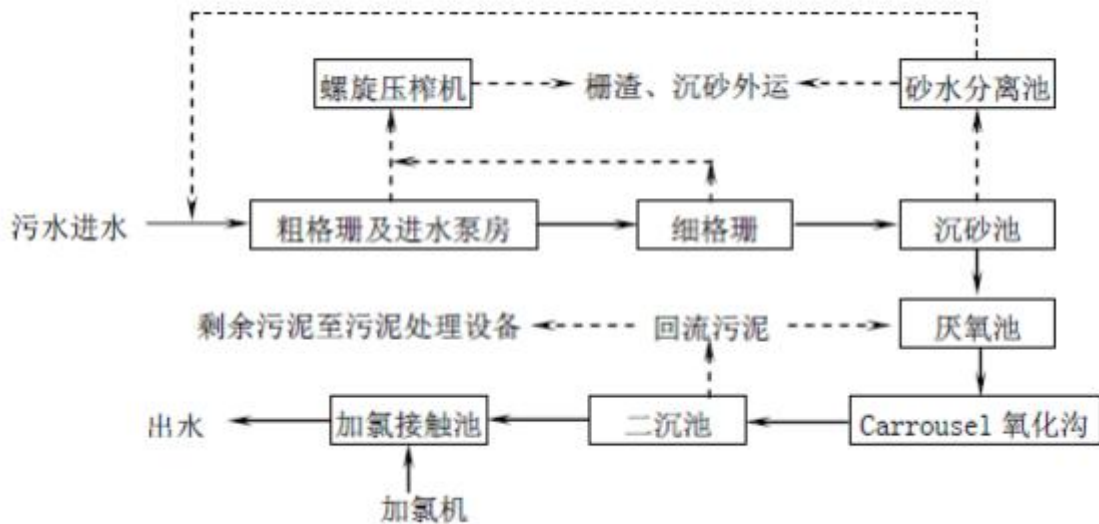 螺旋压榨机
栅渣、沉砂外运
砂水分离池
污水进水
粗格珊及进水泵房
细格珊
沉砂池
剩余污泥至污泥处理设备
回流污泥
厌氧池
出水
加氯接触池
二沉池
Carrousel 氧化沟
加氯机